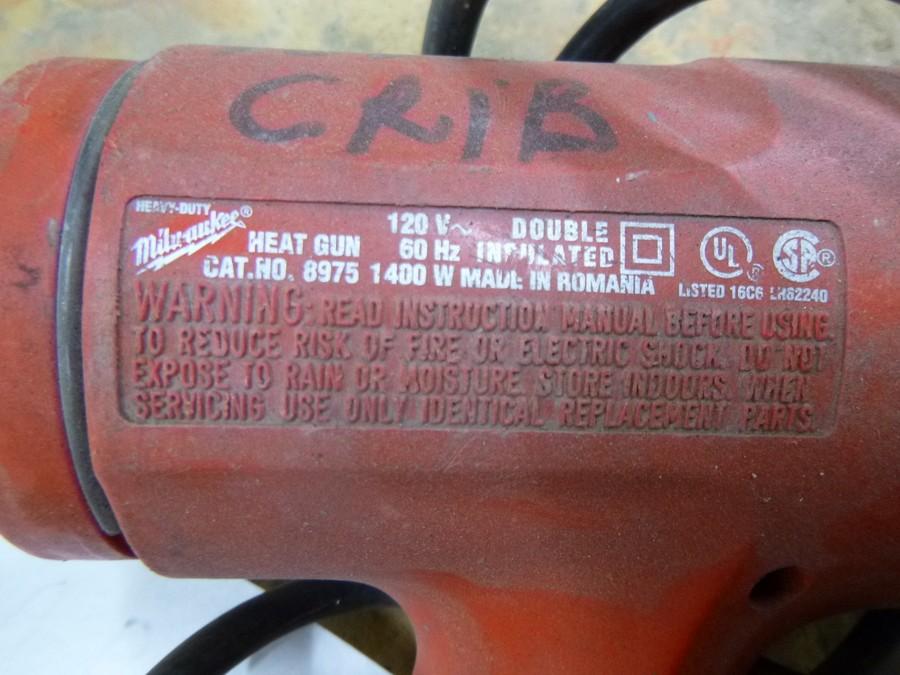 CRIB
HEAVY-DUTY
Milwaukee®
HEAT GUN
CAT.NO. 8975
120 V~
60 Hz
1400 W
DOUBLE
INSULATED
MADE IN ROMANIA
UL ®
LISTED 16C6
SA ®
LR62240
WARNING: READ INSTRUCTION MANUAL BEFORE USING.
TO REDUCE RISK OF FIRE OR ELECTRIC SHOCK, DO NOT
EXPOSE TO RAIN OR MOISTURE STORE INDOORS. WHEN
SERVICING USE ONLY IDENTICAL REPLACEMENT PARTS.